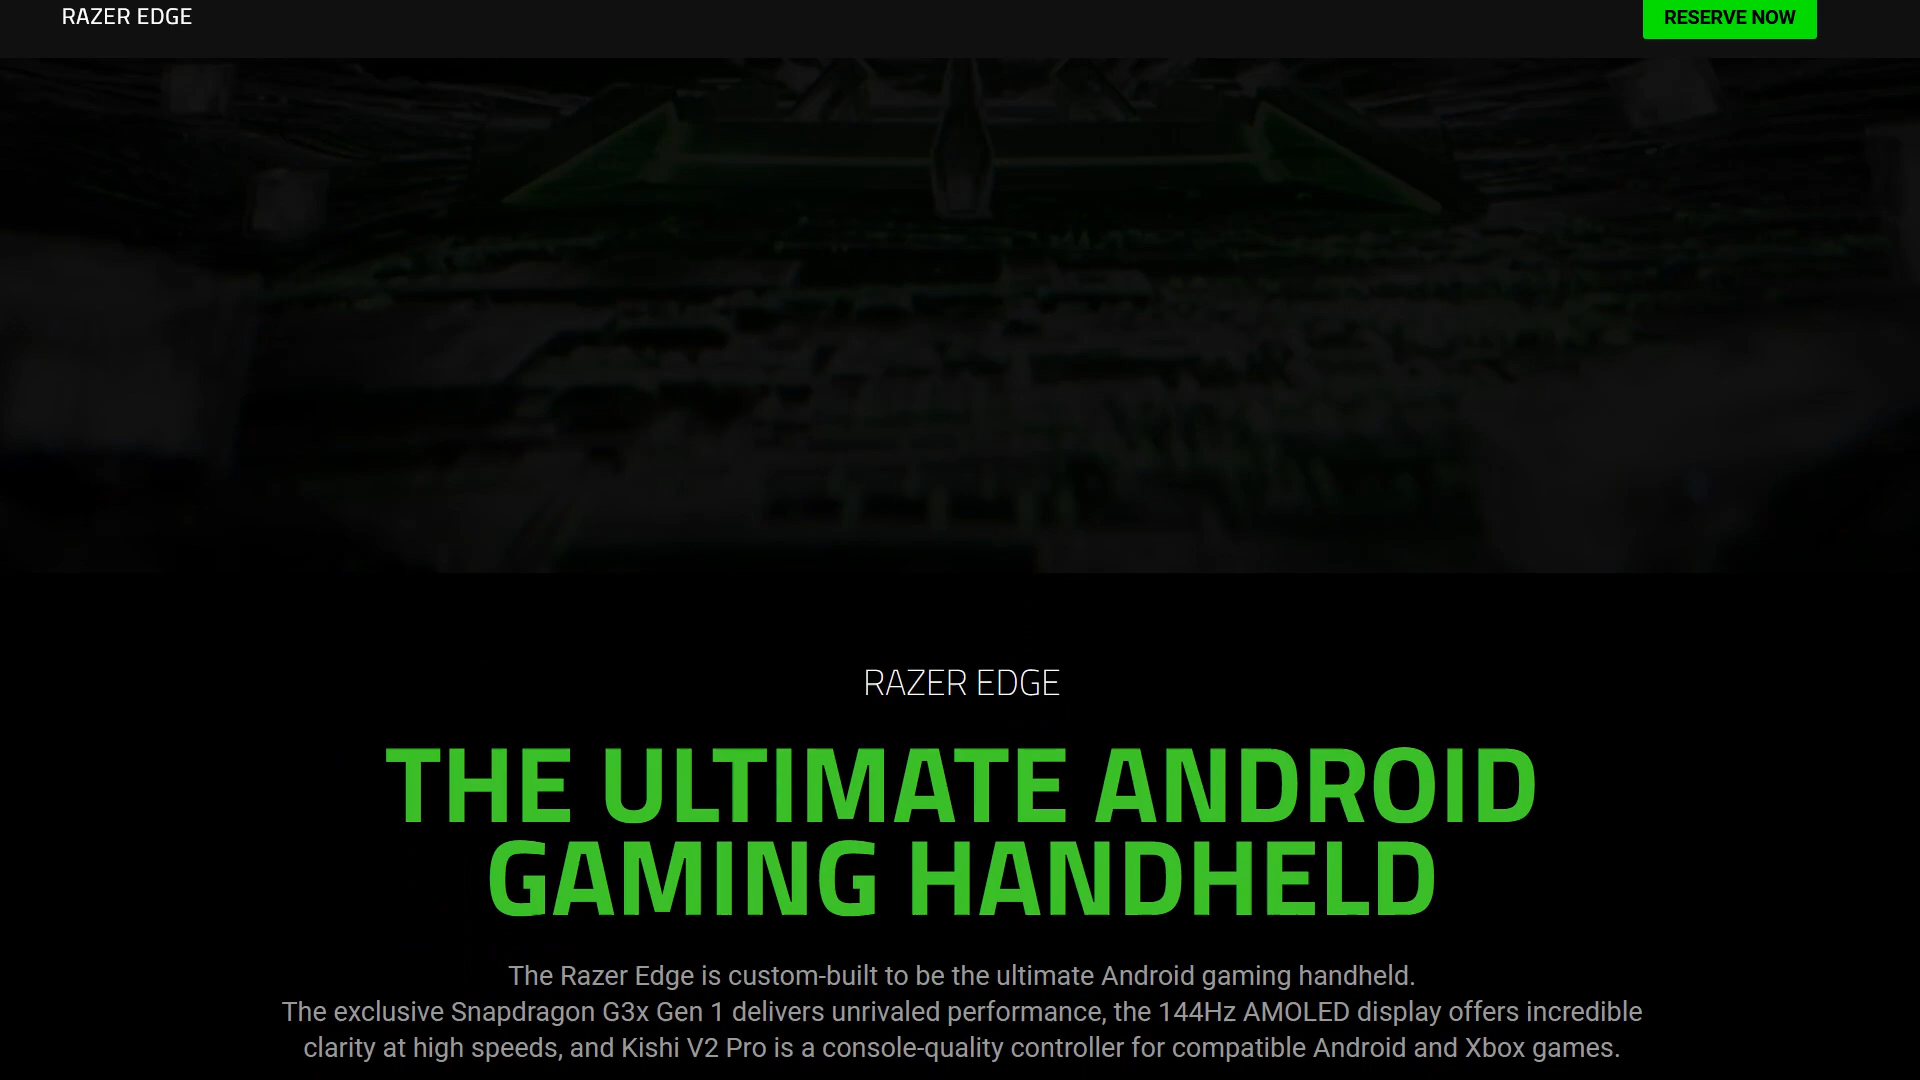 RAZER EDGE
RESERVE NOW
RAZER EDGE
THE ULTIMATE ANDROID
GAMING HANDHELD
The Razer Edge is custom-built to be the ultimate Android gaming handheld.
The exclusive Snapdragon G3x Gen 1 delivers unrivaled performance, the 144Hz AMOLED display offers incredible
clarity at high speeds, and Kishi V2 Pro is a console-quality controller for compatible Android and Xbox games.